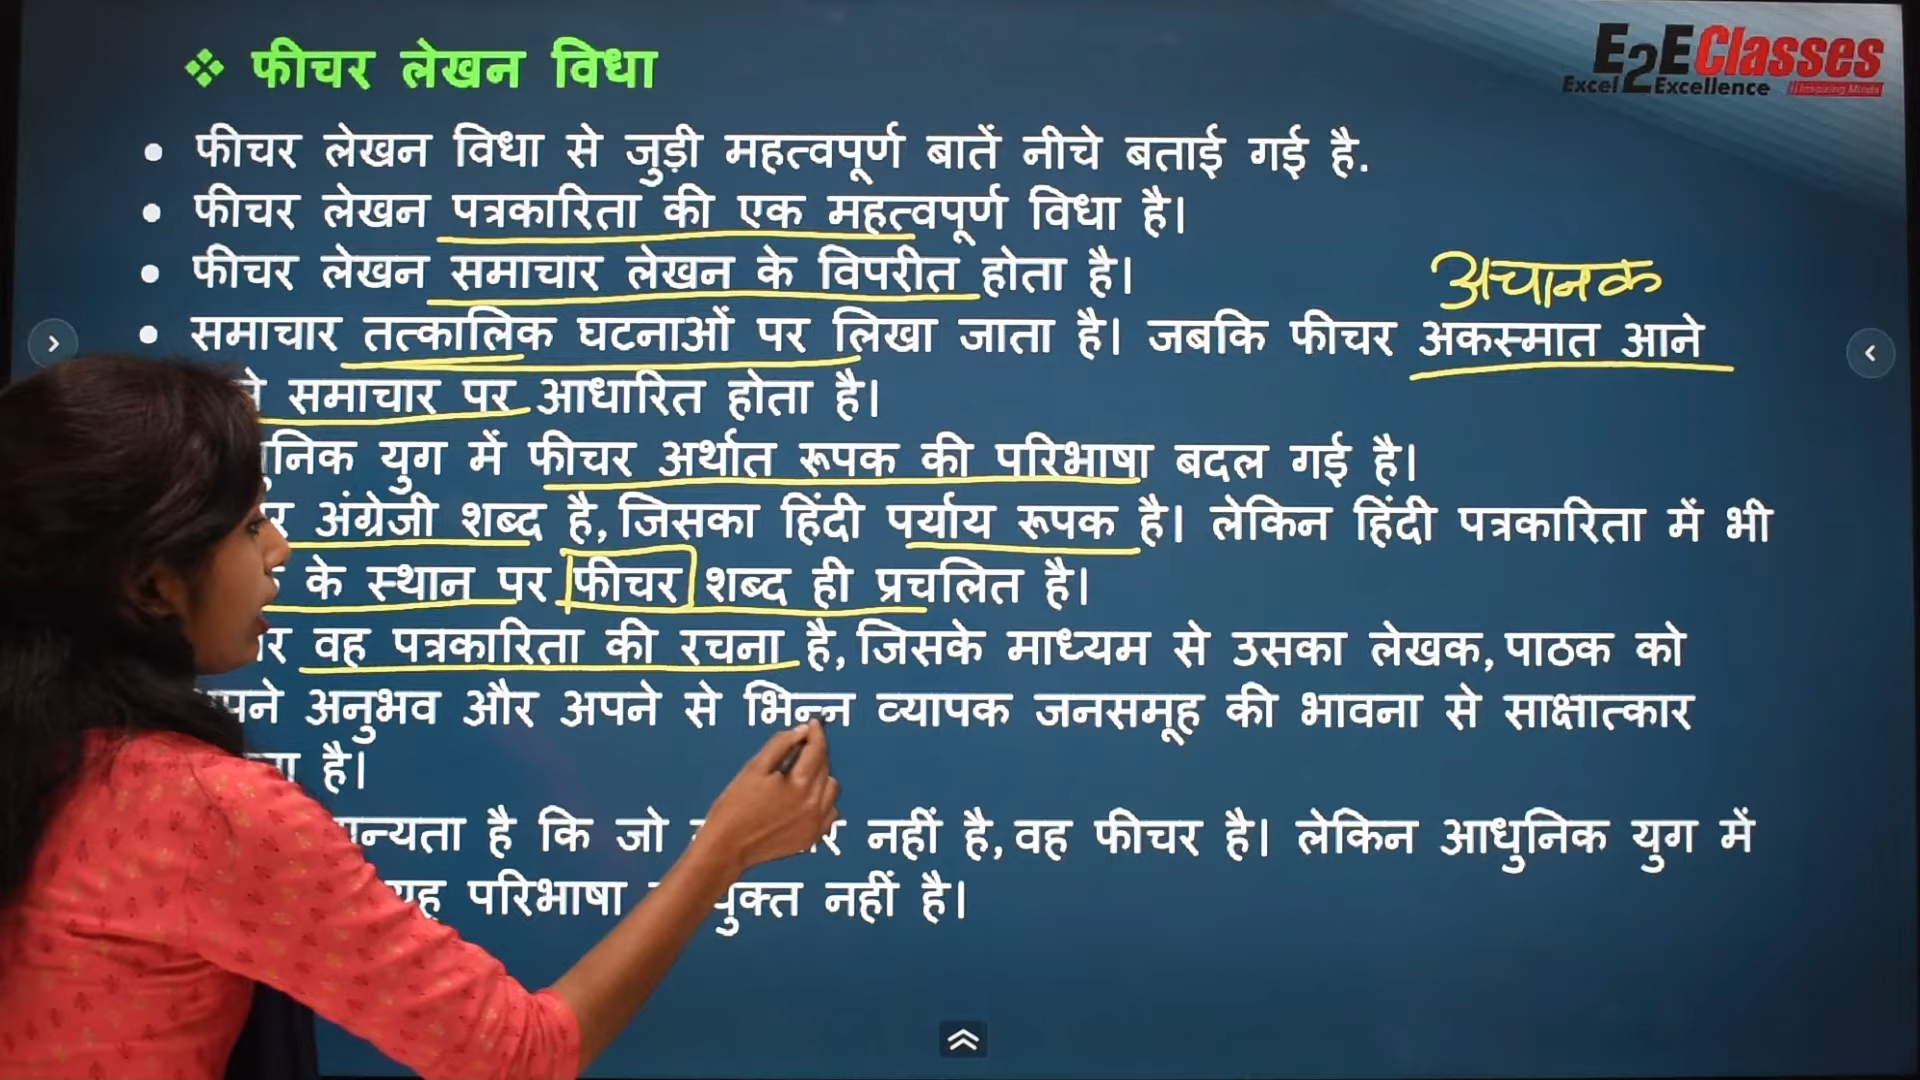 फीचर लेखन विधा
E2E Classes
Excel 2 Excellence
फीचर लेखन विधा से जुड़ी महत्वपूर्ण बातें नीचे बताई गई है.
फीचर लेखन पत्रकारिता की एक महत्वपूर्ण विधा है।
फीचर लेखन समाचार लेखन के विपरीत होता है।
अचानक
समाचार तत्कालिक घटनाओं पर लिखा जाता है। जबकि फीचर अकस्मात आने
समाचार पर आधारित होता है।
युग में फीचर अर्थात रूपक की परिभाषा बदल गई है।
अंग्रेजी शब्द है, जिसका हिंदी पर्याय रूपक है। लेकिन हिंदी पत्रकारिता में भी
के स्थान पर फीचर शब्द ही प्रचलित है।
वह पत्रकारिता की रचना है, जिसके माध्यम से उसका लेखक, पाठक को
अनुभव और अपने से भिन्न व्यापक जनसमूह की भावना से साक्षात्कार
है।
है कि जो नहीं है, वह फीचर है। लेकिन आधुनिक युग में
परिभाषा नहीं है।